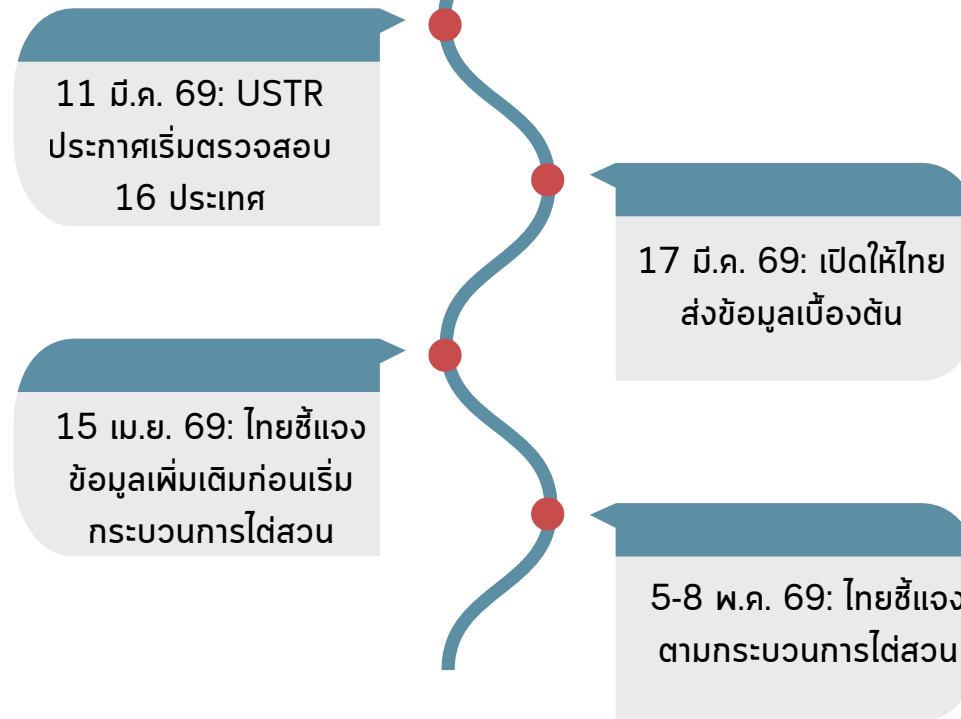 11 มี.ค. 69: USTR
ประกาศเริ่มตรวจสอบ
16 ประเทศ
17 มี.ค. 69: เปิดให้ไทย
ส่งข้อมูลเบื้องต้น
15 เม.ย. 69: ไทยชี้แจง
ข้อมูลเพิ่มเติมก่อนเริ่ม
กระบวนการไต่สวน
5-8 พ.ค. 69: ไทยชี้แจง
ตามกระบวนการไต่สวน